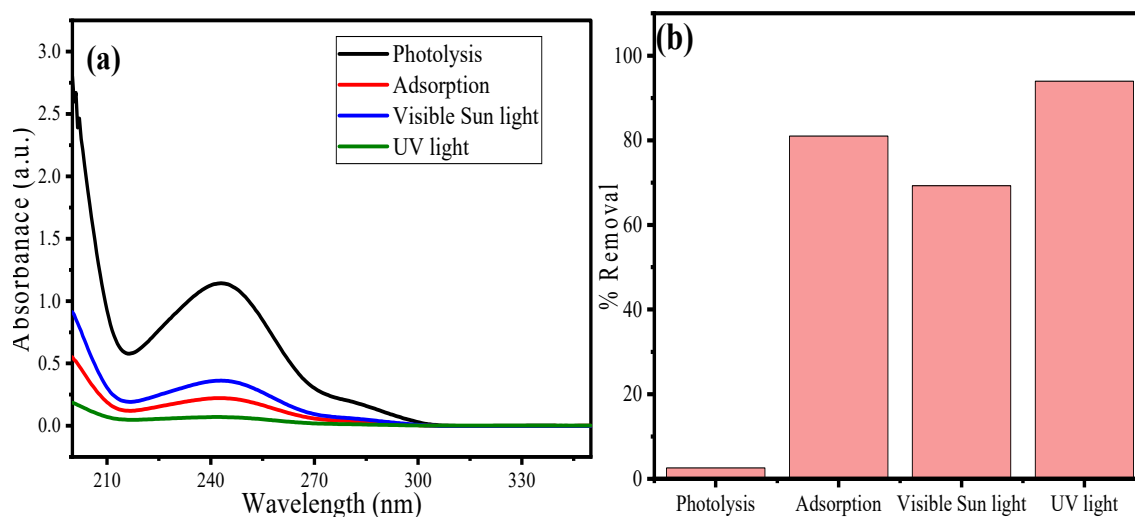 (a)
Photolysis
Adsorption
Visible Sun light
UV light
3.0
2.5
2.0
1.5
1.0
0.5
0.0
Absorbanace (a.u.)
210
240
270
300
330
Wavelength (nm)
(b)
100
80
60
40
20
0
% Removal
Photolysis
Adsorption
Visible Sun light
UV light